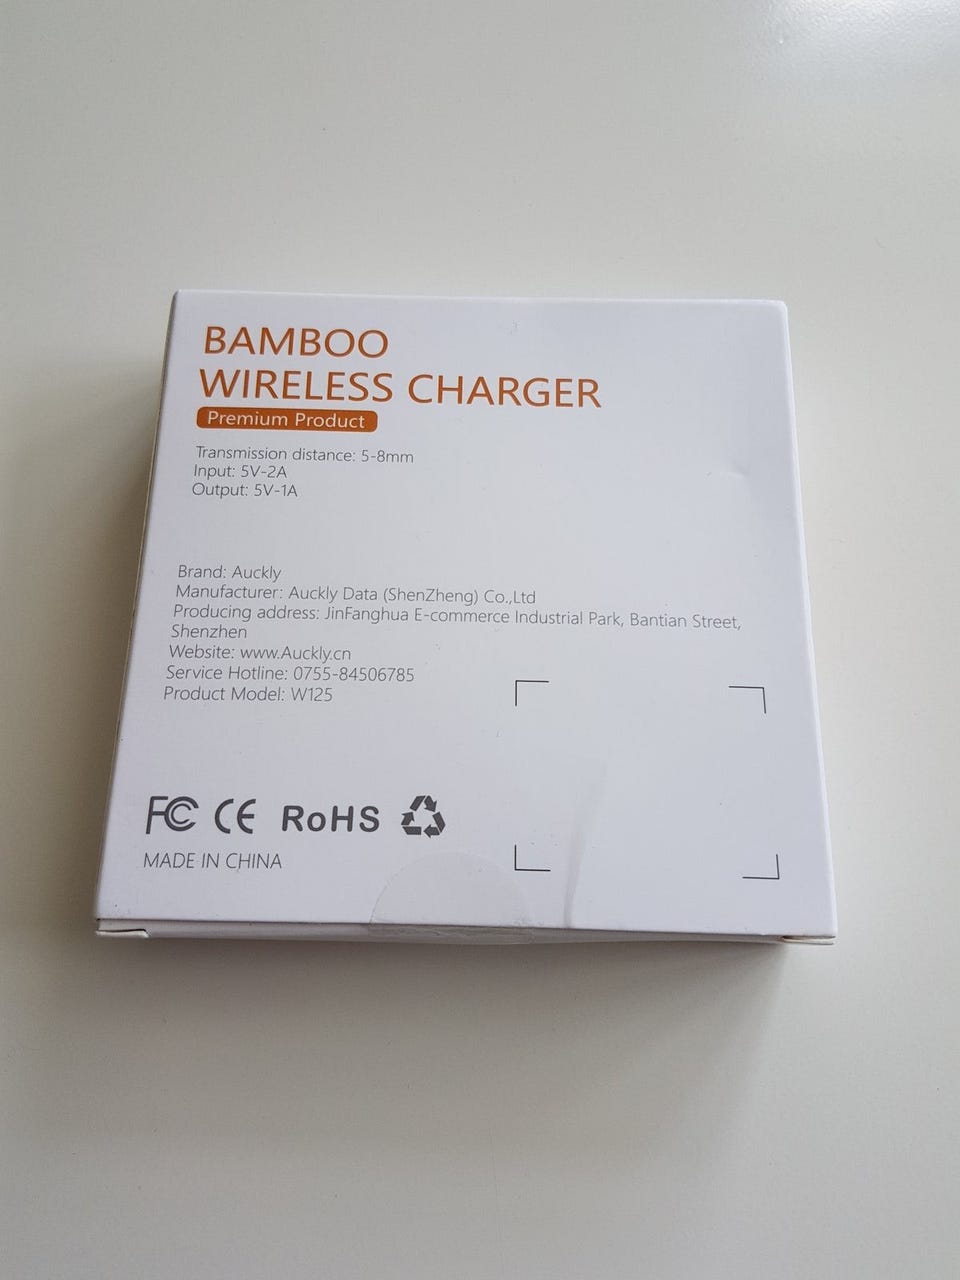 BAMBOO
WIRELESS CHARGER
Premium Product
Transmission distance: 5-8mm
Input: 5V-2A
Output: 5V-1A
Brand: Auckly
Manufacturer: Auckly Data (ShenZheng) Co.,Ltd
Producing address: JinFanghua E-commerce Industrial Park, Bantian Street,
Shenzhen
Website: www.Auckly.cn
Service Hotline: 0755-84506785
Product Model: W125
FC CE RoHS
MADE IN CHINA